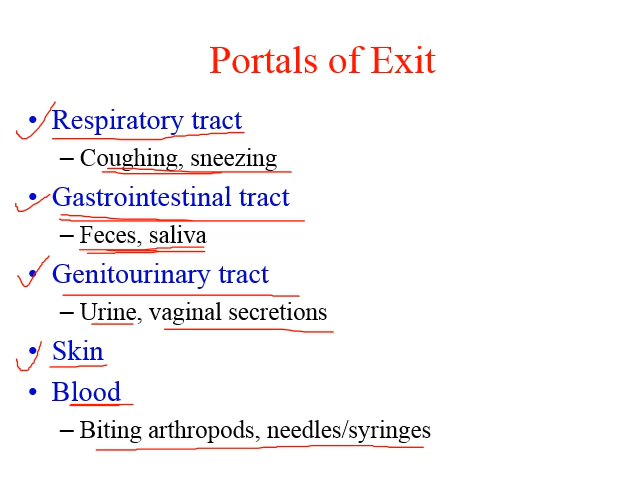 Portals of Exit
• Respiratory tract
– Coughing, sneezing
• Gastrointestinal tract
– Feces, saliva
• Genitourinary tract
– Urine, vaginal secretions
• Skin
• Blood
– Biting arthropods, needles/syringes